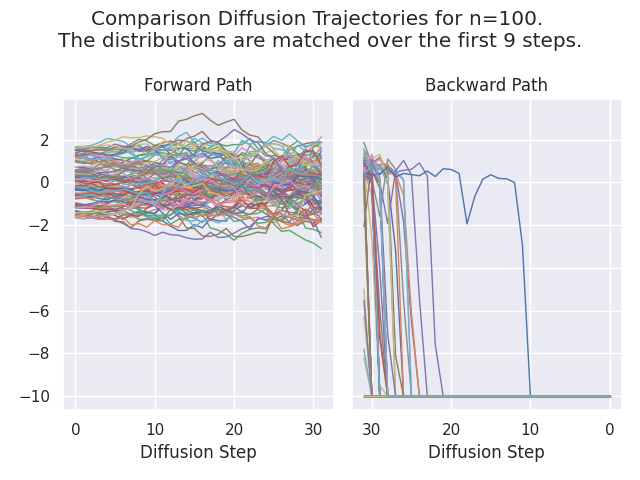 Comparison Diffusion Trajectories for n=100.
The distributions are matched over the first 9 steps.
Forward Path
Backward Path
2
0
−2
−4
−6
−8
−10
0
10
20
30
30
20
10
0
Diffusion Step
Diffusion Step